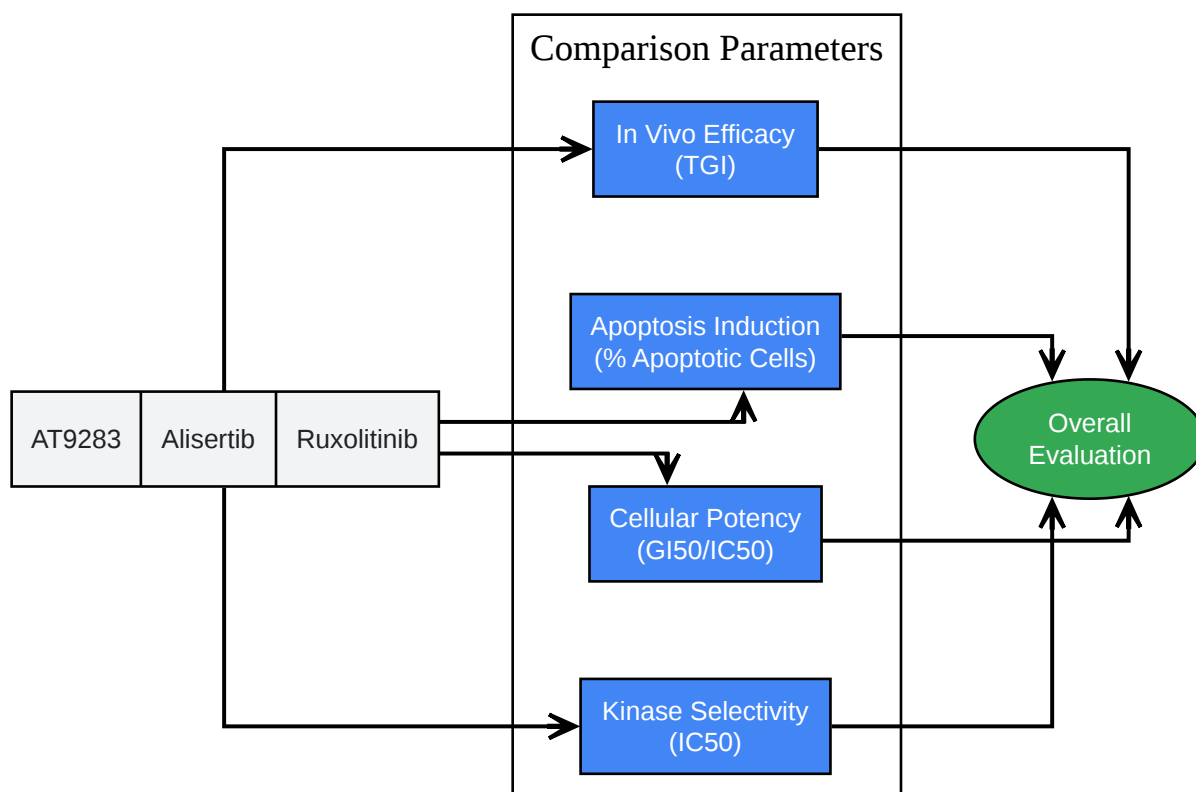 Comparison Parameters
In Vivo Efficacy
(TGI)
Apoptosis Induction
(% Apoptotic Cells)
AT9283
Alisertib
Ruxolitinib
Overall
Evaluation
Cellular Potency
(GI50/IC50)
Kinase Selectivity
(IC50)